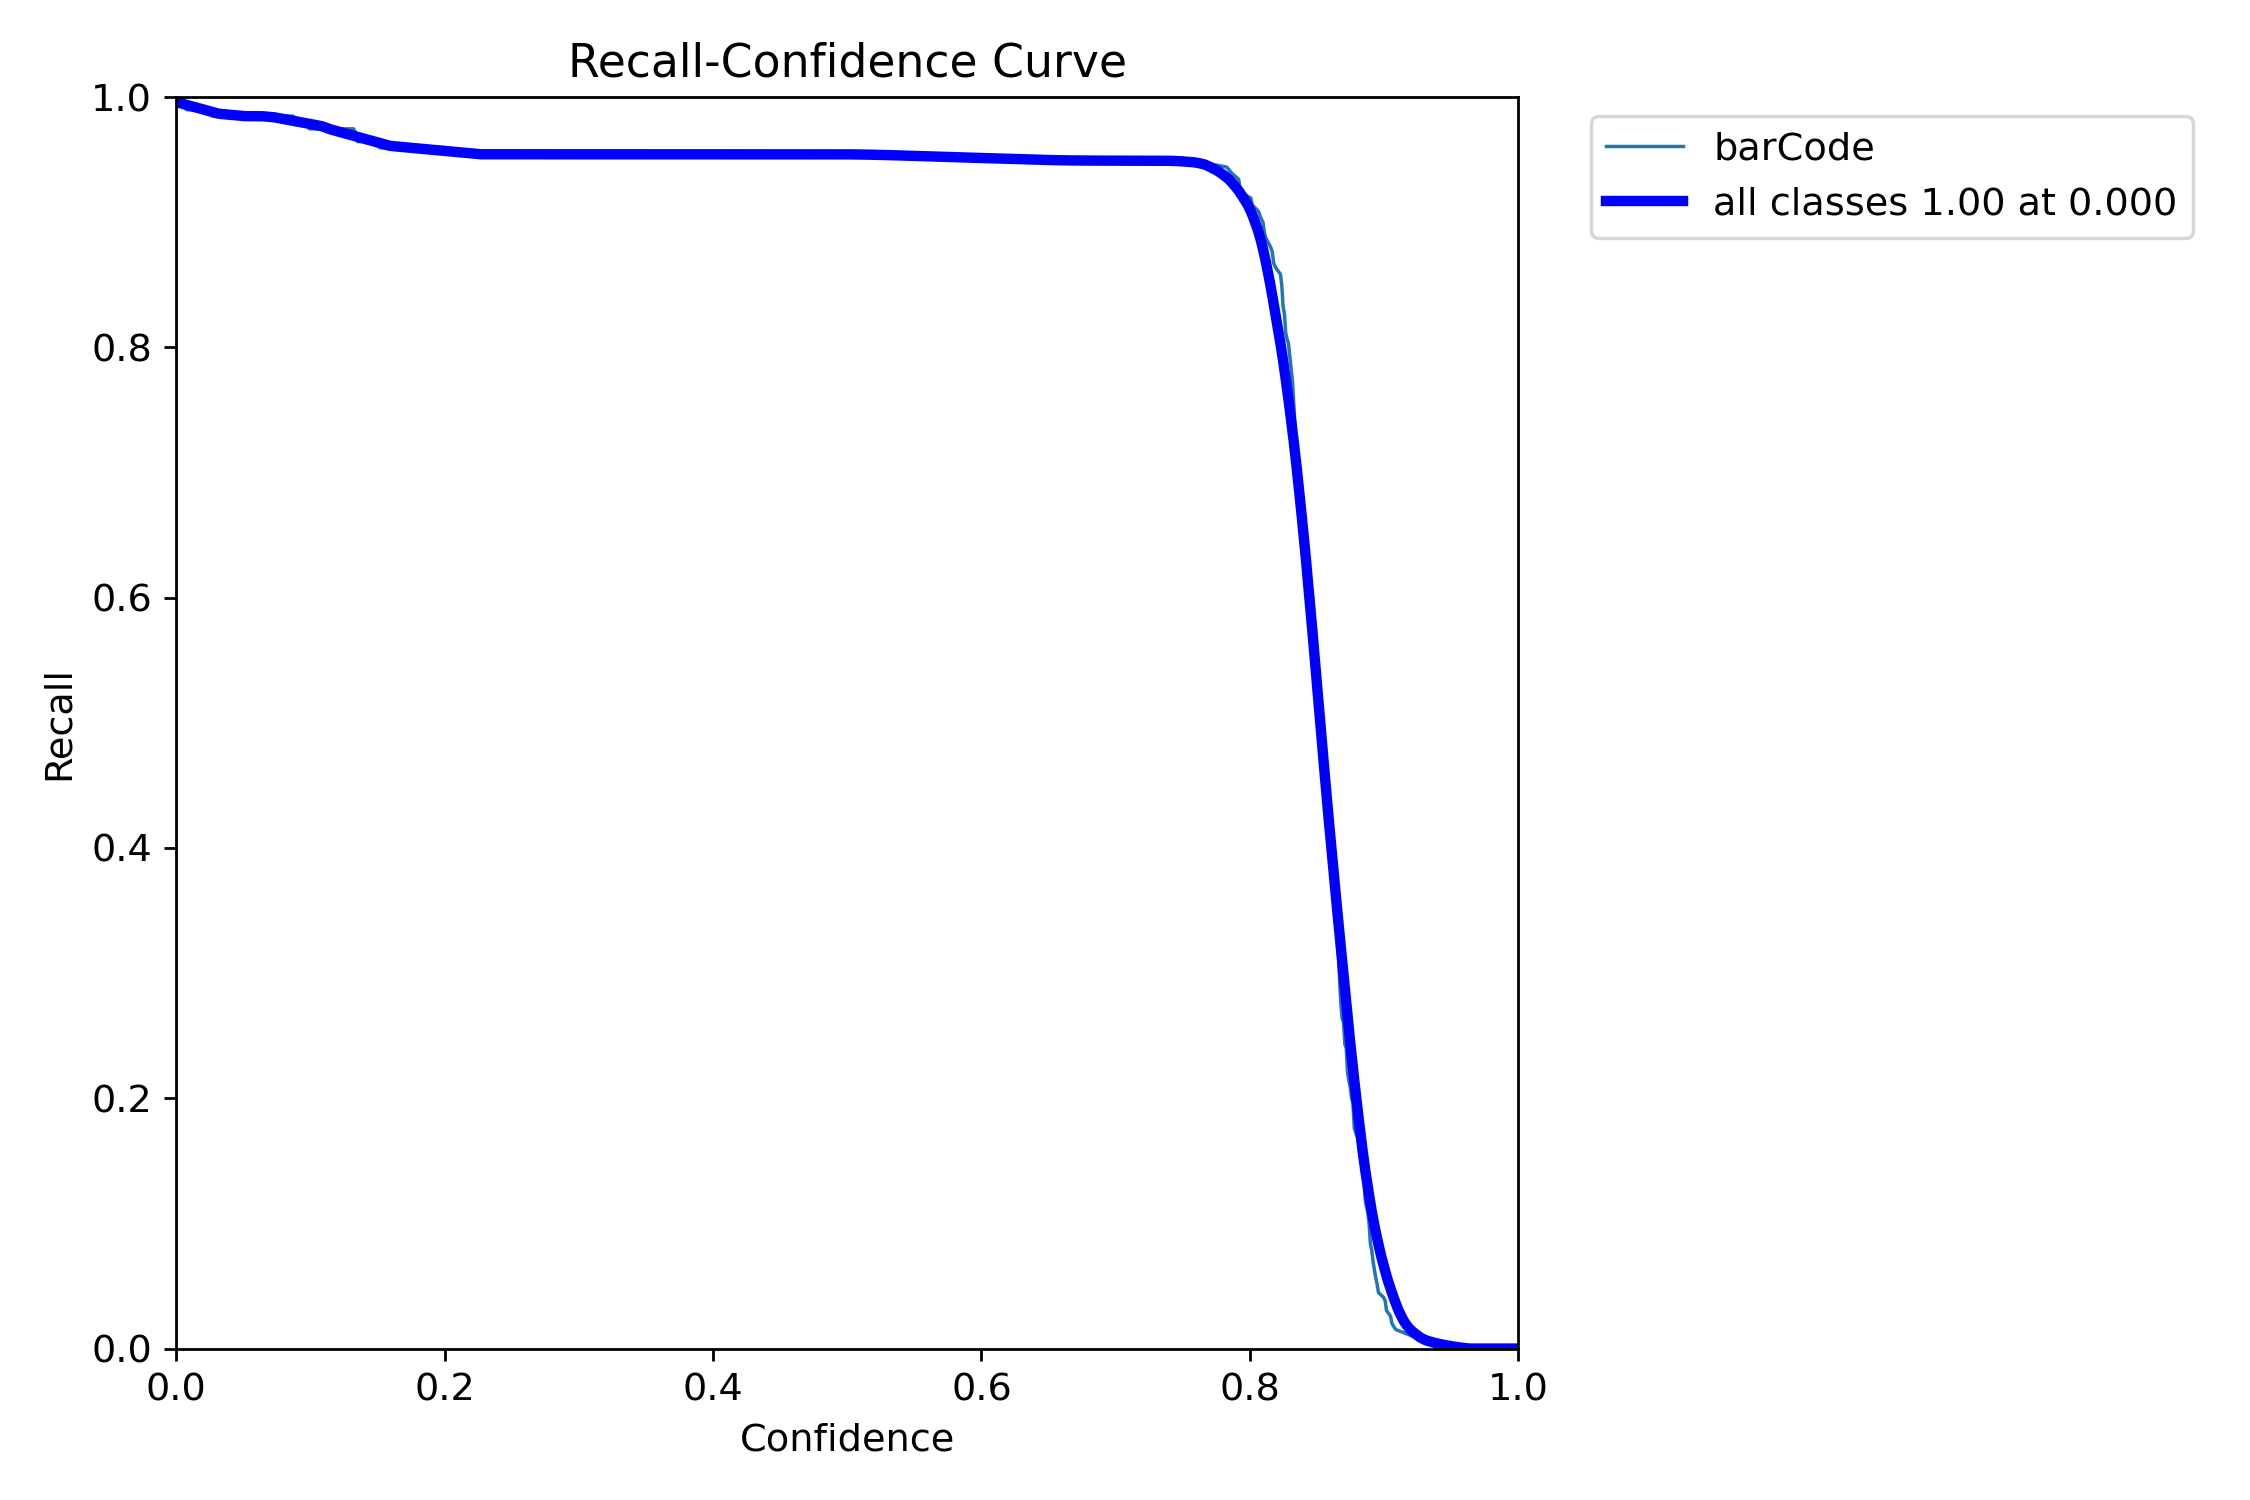 Recall-Confidence Curve
1.0
0.8
0.6
0.4
0.2
0.0
Recall
0.0 0.2 0.4 0.6 0.8 1.0
Confidence
barCode
all classes 1.00 at 0.000